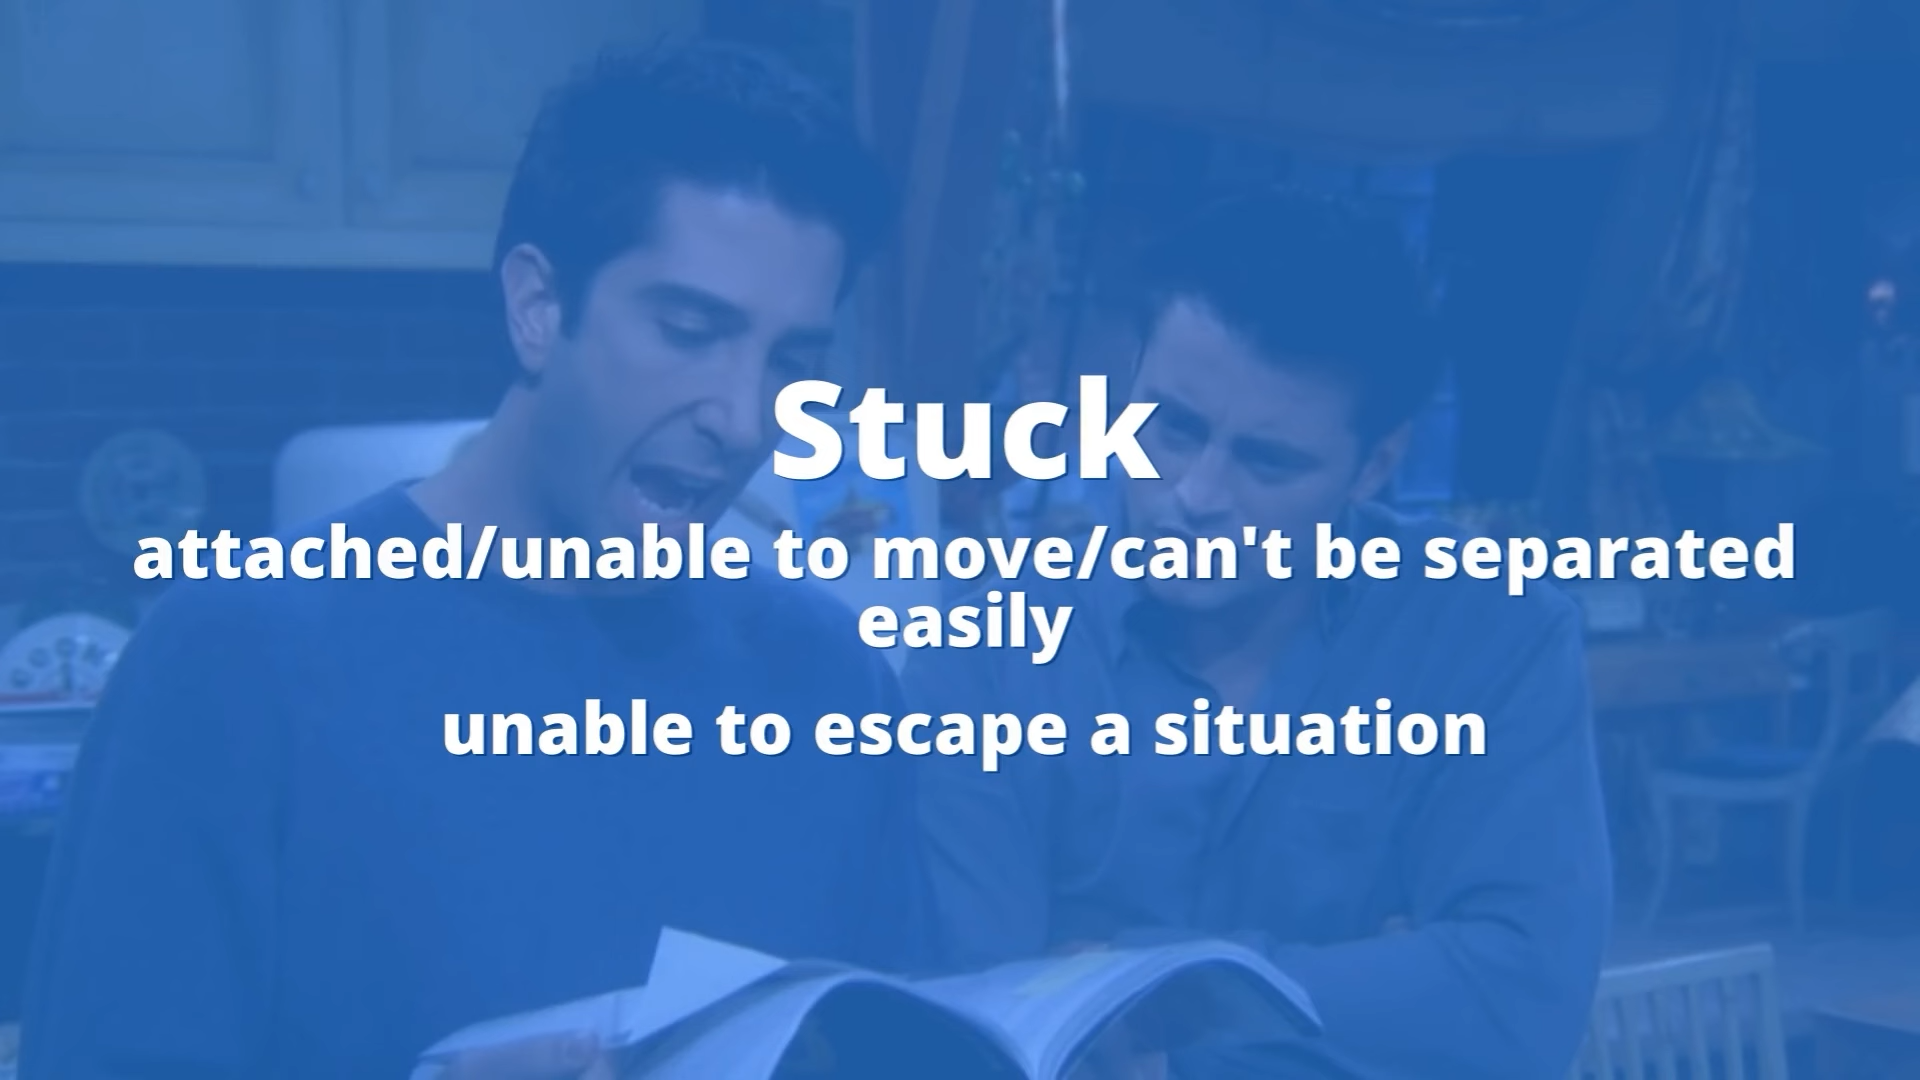 Stuck
attached/unable to move/can't be separated
easily
unable to escape a situation